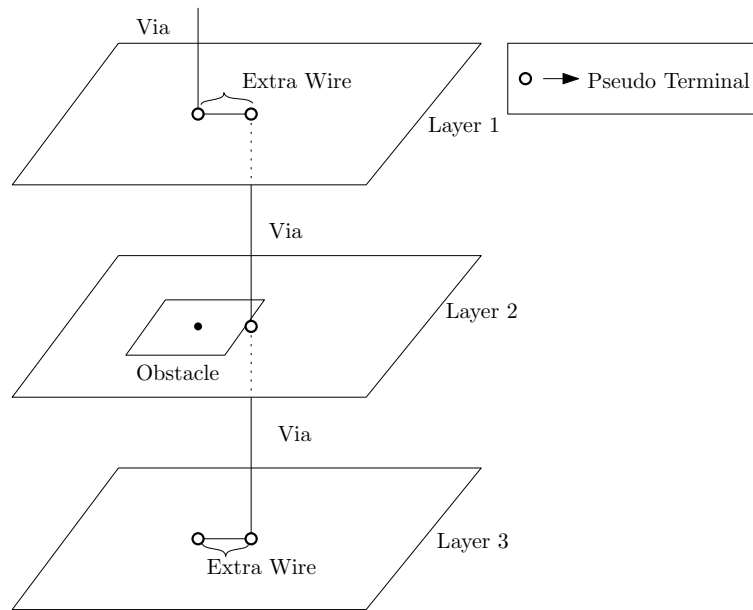 Via
Extra Wire
Pseudo Terminal
Layer 1
Via
Layer 2
Obstacle
Via
Layer 3
Extra Wire